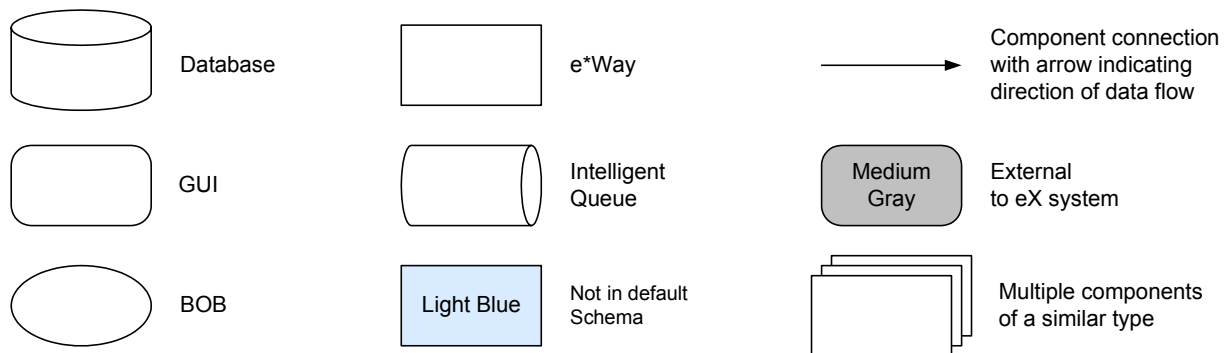 Database
e*Way
Component connection
with arrow indicating
direction of data flow
GUI
Intelligent
Queue
Medium
Gray
External
to eX system
BOB
Light Blue
Not in default
Schema
Multiple components
of a similar type